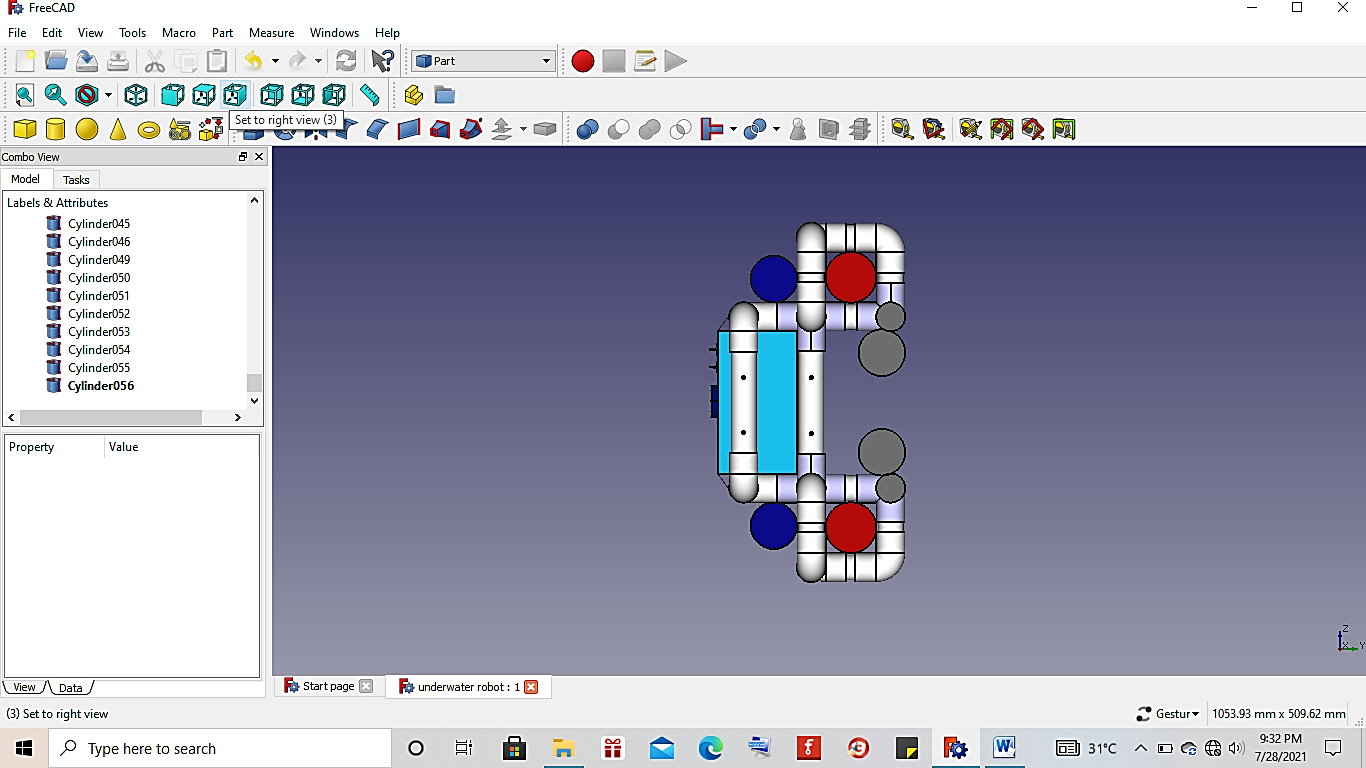 FreeCAD
File Edit View Tools Macro Part Measure Windows Help
Part
Set to right view (3)
Combo View
Model Tasks
Labels & Attributes
Cylinder045
Cylinder046
Cylinder049
Cylinder050
Cylinder051
Cylinder052
Cylinder053
Cylinder054
Cylinder055
Cylinder056
Property Value
Z
X
Y
View Data
Start page
underwater robot : 1
(3) Set to right view
Gestur
1053.93 mm x 509.62 mm
Type here to search
31°C
9:32 PM
7/28/2021